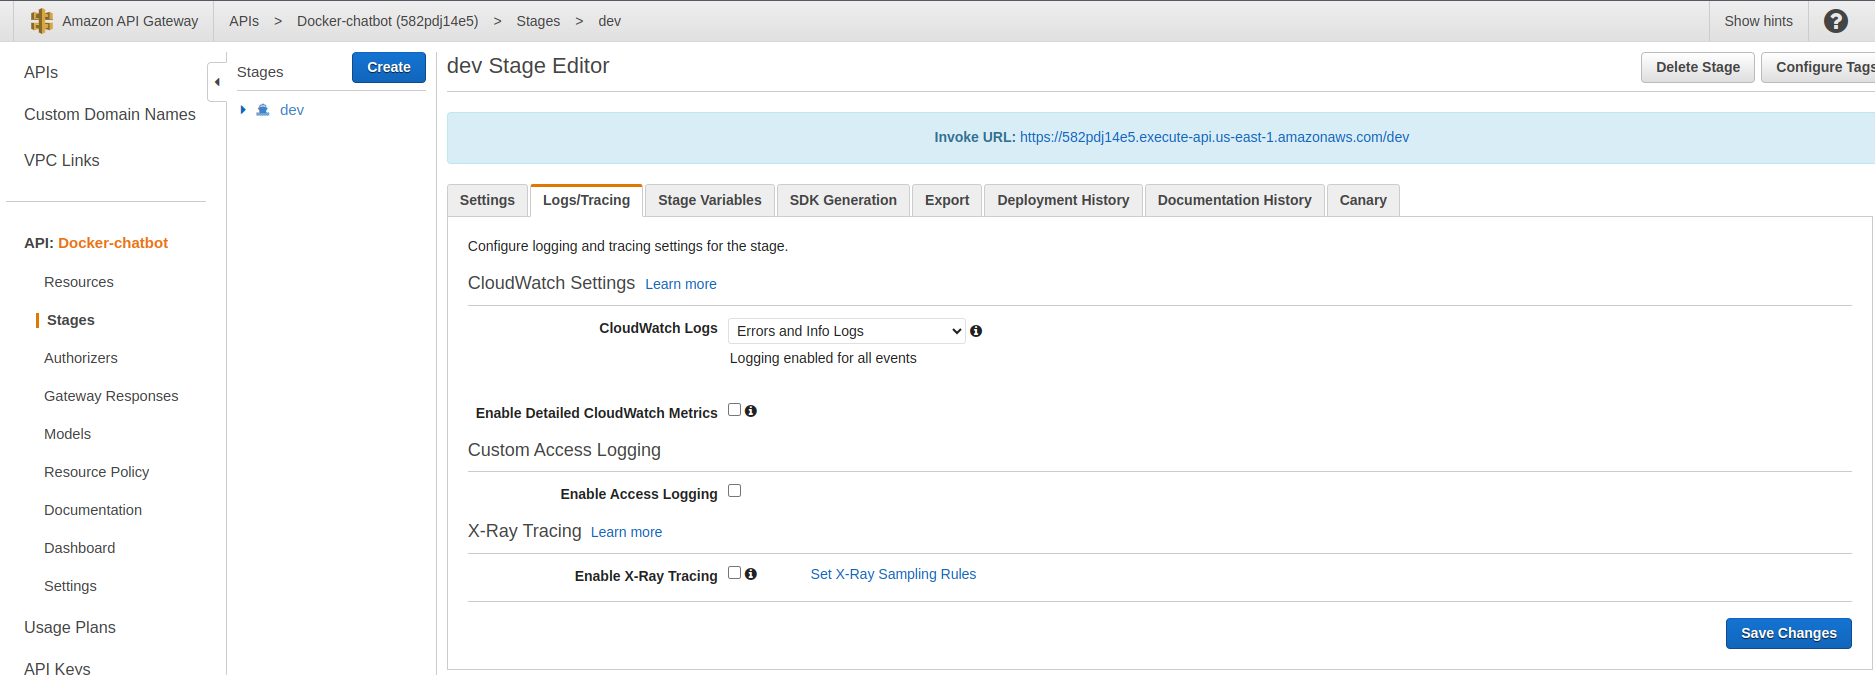 Amazon API Gateway
APIs > Docker-chatbot (582pdj14e5) > Stages > dev
Show hints
?
APIs
Custom Domain Names
VPC Links
API: Docker-chatbot
Resources
Stages
Authorizers
Gateway Responses
Models
Resource Policy
Documentation
Dashboard
Settings
Usage Plans
API Keys
Stages
Create
dev
dev Stage Editor
Delete Stage
Configure Tags
Invoke URL: https://582pdj14e5.execute-api.us-east-1.amazonaws.com/dev
Settings
Logs/Tracing
Stage Variables
SDK Generation
Export
Deployment History
Documentation History
Canary
Configure logging and tracing settings for the stage.
CloudWatch Settings Learn more
CloudWatch Logs Errors and Info Logs
Logging enabled for all events
Enable Detailed CloudWatch Metrics
Custom Access Logging
Enable Access Logging
X-Ray Tracing Learn more
Enable X-Ray Tracing Set X-Ray Sampling Rules
Save Changes